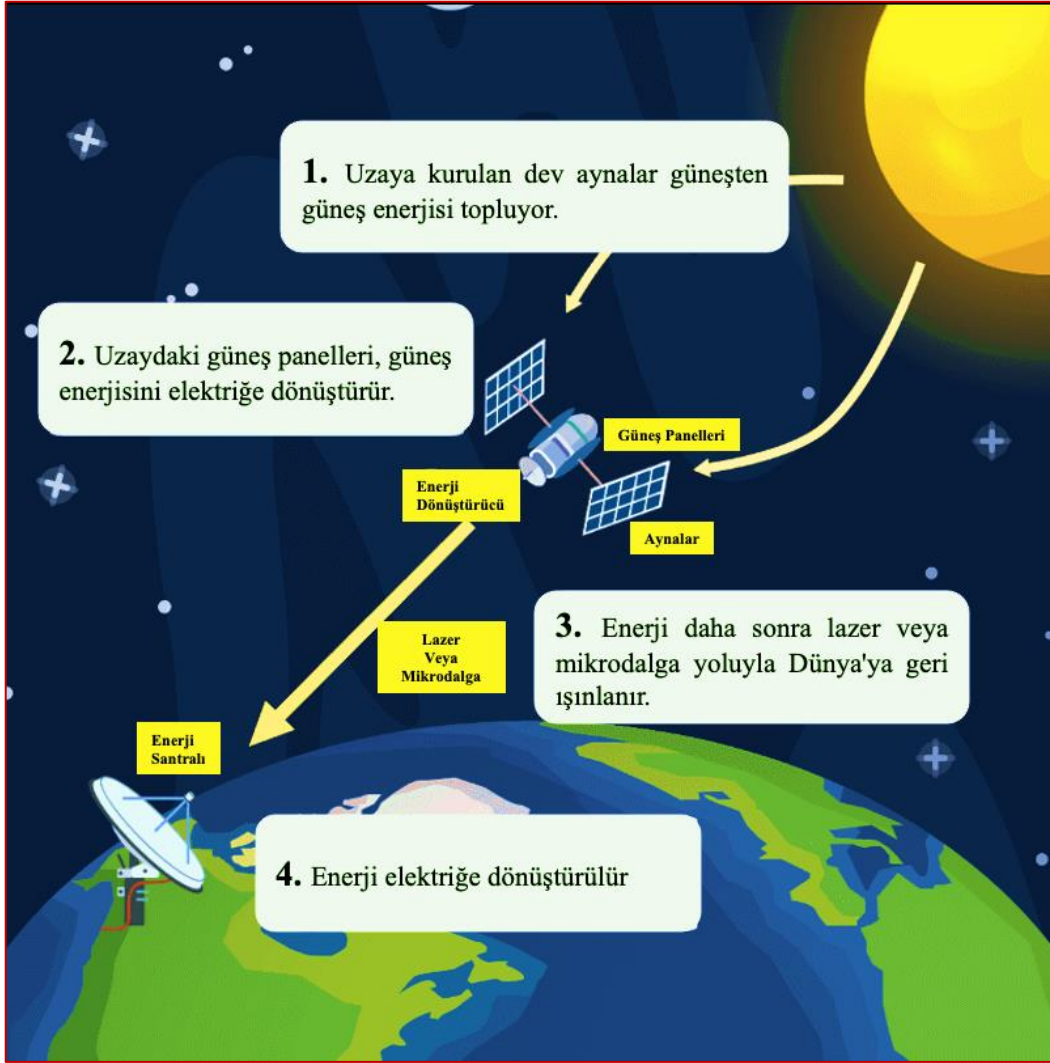 1. Uzaya kurulan dev aynalar güneşten
güneş enerjisi topluyor.
2. Uzaydaki güneş panelleri, güneş
enerjisini elektriğe dönüştürür.
Güneş Panelleri
Enerji
Dönüştürücü
Aynalar
3. Enerji daha sonra lazer veya
mikrodalga yoluyla Dünya'ya geri
ışınlanır.
Lazer
Veya
Mikrodalga
Enerji
Santralı
4. Enerji elektriğe dönüştürülür